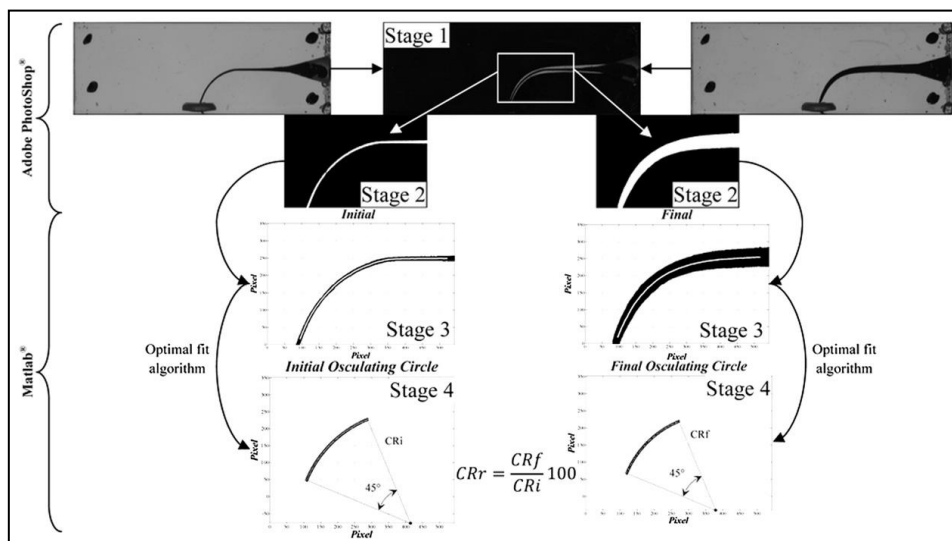 Adobe PhotoShop®
Matlab®
Stage 1
Stage 2
Stage 2
Initial
Final
Pixel
Stage 3
Pixel
Pixel
Stage 3
Pixel
Optimal fit
algorithm
Optimal fit
algorithm
Initial Osculating Circle
Final Osculating Circle
Stage 4
CRi
45°
Pixel
Pixel
CRr = CRf/CRi 100
Stage 4
CRf
45°
Pixel
Pixel